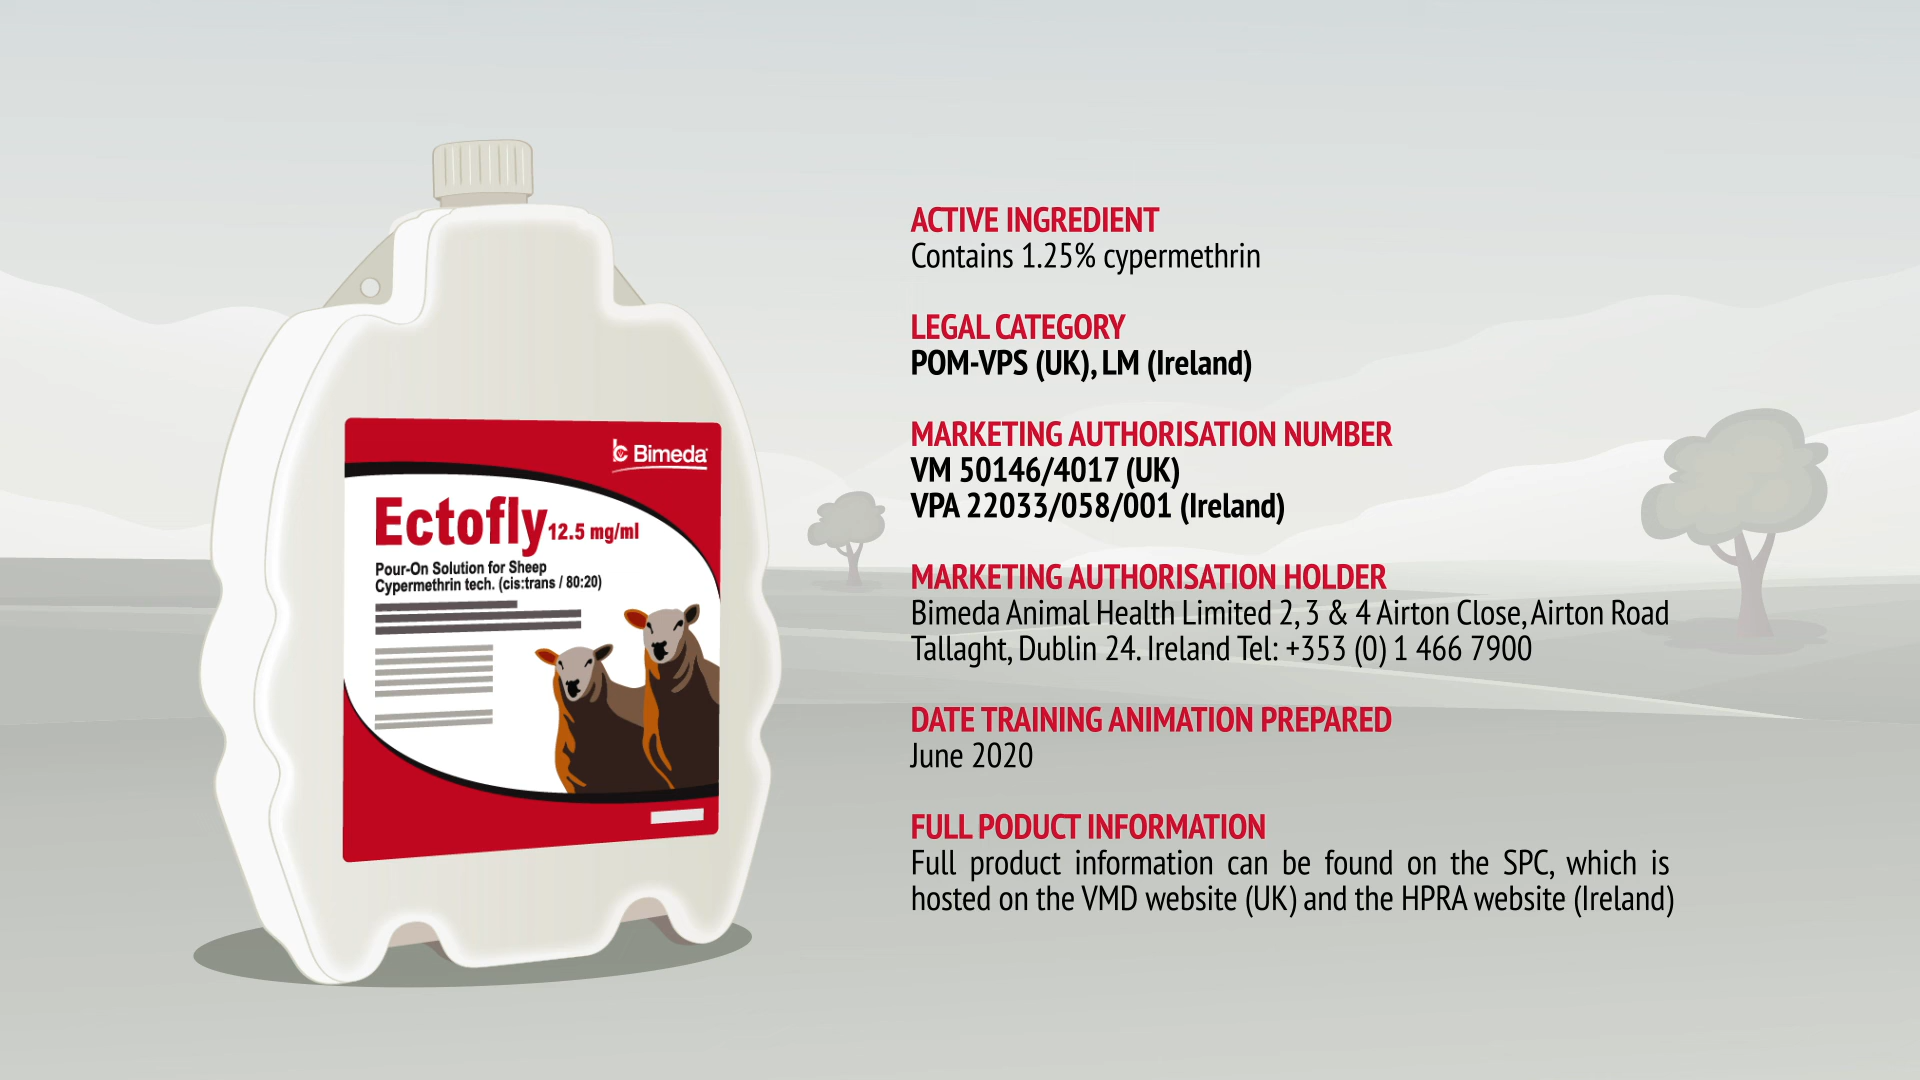 Bimeda
Ectofly 12.5 mg/ml
Pour-On Solution for Sheep
Cypermethrin tech. (cis:trans / 80:20)
ACTIVE INGREDIENT
Contains 1.25% cypermethrin
LEGAL CATEGORY
POM-VPS (UK), LM (Ireland)
MARKETING AUTHORISATION NUMBER
VM 50146/4017 (UK)
VPA 22033/058/001 (Ireland)
MARKETING AUTHORISATION HOLDER
Bimeda Animal Health Limited 2, 3 & 4 Airton Close, Airton Road
Tallaght, Dublin 24. Ireland Tel: +353 (0) 1 466 7900
DATE TRAINING ANIMATION PREPARED
June 2020
FULL PODUCT INFORMATION
Full product information can be found on the SPC, which is
hosted on the VMD website (UK) and the HPRA website (Ireland)